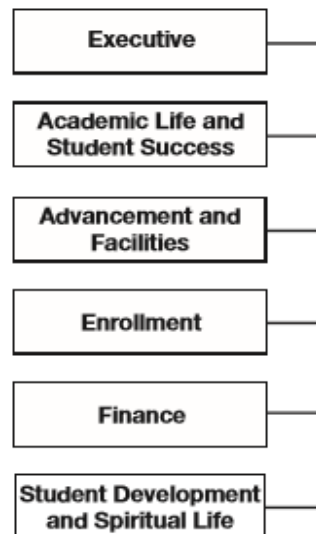 Executive
Academic Life and
Student Success
Advancement and
Facilities
Enrollment
Finance
Student Development
and Spiritual Life